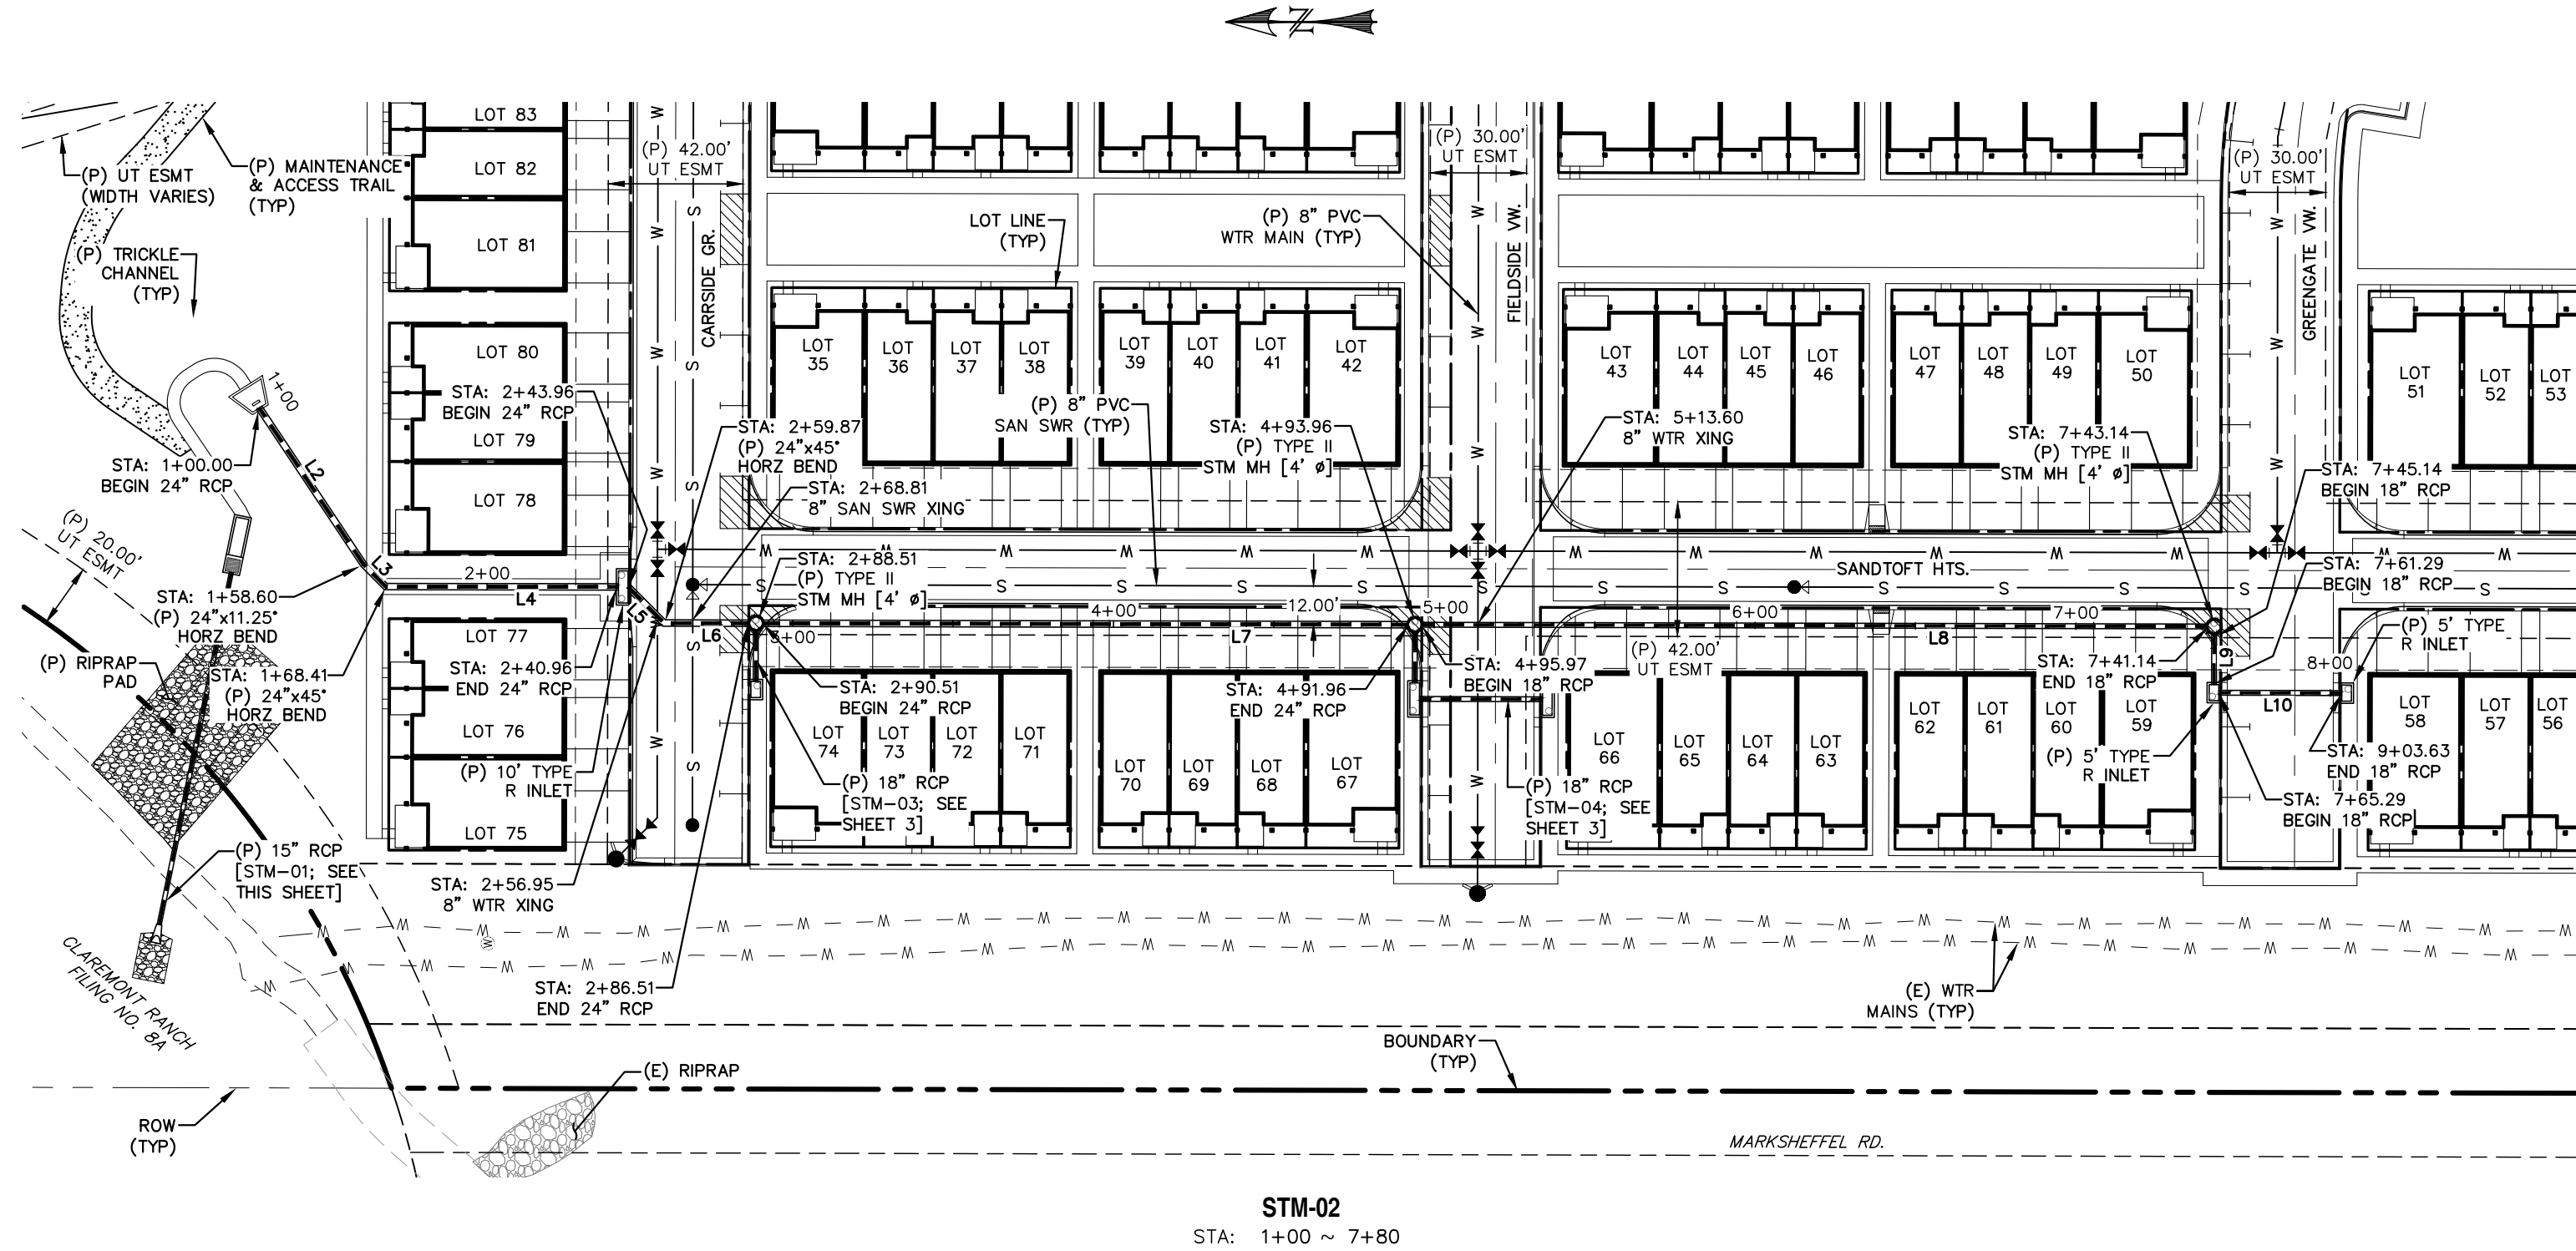 N
LOT 83
LOT 82
LOT 81
LOT 80
LOT 79
LOT 78
LOT 77
LOT 76
LOT 75
(P) UT ESMT
(WIDTH VARIES)
(P) MAINTENANCE
& ACCESS TRAIL
(TYP)
(P) TRICKLE
CHANNEL
(TYP)
1+00
L2
STA: 1+00.00
BEGIN 24" RCP
(P) 20.00'
UT ESMT
L3
STA: 1+58.60
(P) 24"x11.25°
HORZ BEND
(P) RIPRAP
PAD
STA: 1+68.41
(P) 24"x45°
HORZ BEND
(P) 15" RCP
[STM-01; SEE
THIS SHEET]
CLAREMONT RANCH
FILING NO. 8A
ROW
(TYP)
(E) RIPRAP
STA: 2+43.96
BEGIN 24" RCP
2+00
L4
STA: 2+40.96
END 24" RCP
(P) 10' TYPE
R INLET
STA: 2+56.95
8" WTR XING
STA: 2+86.51
END 24" RCP
(P) 42.00'
UT ESMT
CARRSIDE GR.
STA: 2+59.87
(P) 24"x45°
HORZ BEND
STA: 2+68.81
8" SAN SWR XING
STA: 2+88.51
(P) TYPE II
STM MH [4' ø]
L5
L6
3+00
STA: 2+90.51
BEGIN 24" RCP
(P) 18" RCP
[STM-03; SEE
SHEET 3]
LOT LINE
(TYP)
LOT
35
LOT
36
LOT
37
LOT
38
LOT
39
LOT
40
LOT
41
LOT
42
(P) 8" PVC
WTR MAIN (TYP)
(P) 8" PVC
SAN SWR (TYP)
STA: 4+93.96
(P) TYPE II
STM MH [4' ø]
4+00
12.00'
L7
5+00
STA: 4+91.96
END 24" RCP
STA: 4+95.97
BEGIN 18" RCP
LOT
74
LOT
73
LOT
72
LOT
71
LOT
70
LOT
69
LOT
68
LOT
67
(P) 30.00'
UT ESMT
FIELDSIDE VW.
STA: 5+13.60
8" WTR XING
(P) 18" RCP
[STM-04; SEE
SHEET 3]
LOT
43
LOT
44
LOT
45
LOT
46
LOT
47
LOT
48
LOT
49
LOT
50
SANDTOFT HTS.
6+00
7+00
L8
(P) 42.00'
UT ESMT
LOT
66
LOT
65
LOT
64
LOT
63
LOT
62
LOT
61
LOT
60
LOT
59
STA: 7+43.14
(P) TYPE II
STM MH [4' ø]
STA: 7+41.14
END 18" RCP
(P) 5' TYPE
R INLET
(P) 30.00'
UT ESMT
GREENGATE VW.
STA: 7+45.14
BEGIN 18" RCP
STA: 7+61.29
BEGIN 18" RCP
L9
L10
8+00
(P) 5' TYPE
R INLET
STA: 9+03.63
END 18" RCP
STA: 7+65.29
BEGIN 18" RCP
LOT
51
LOT
52
LOT
53
LOT
58
LOT
57
LOT
56
(E) WTR
MAINS (TYP)
BOUNDARY
(TYP)
MARKSHEFFEL RD.
STM-02
STA: 1+00 ~ 7+80